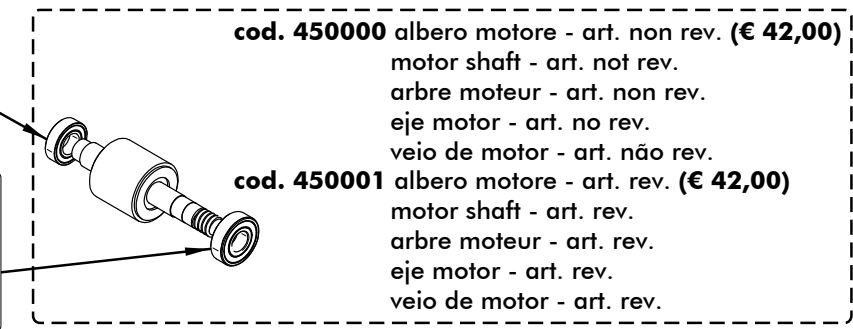 cod. 450000 albero motore - art. non rev. (€ 42,00)
motor shaft - art. not rev.
arbre moteur - art. non rev.
eje motor - art. no rev.
veio de motor - art. não rev.
cod. 450001 albero motore - art. rev. (€ 42,00)
motor shaft - art. rev.
arbre moteur - art. rev.
eje motor - art. rev.
veio de motor - art. rev.